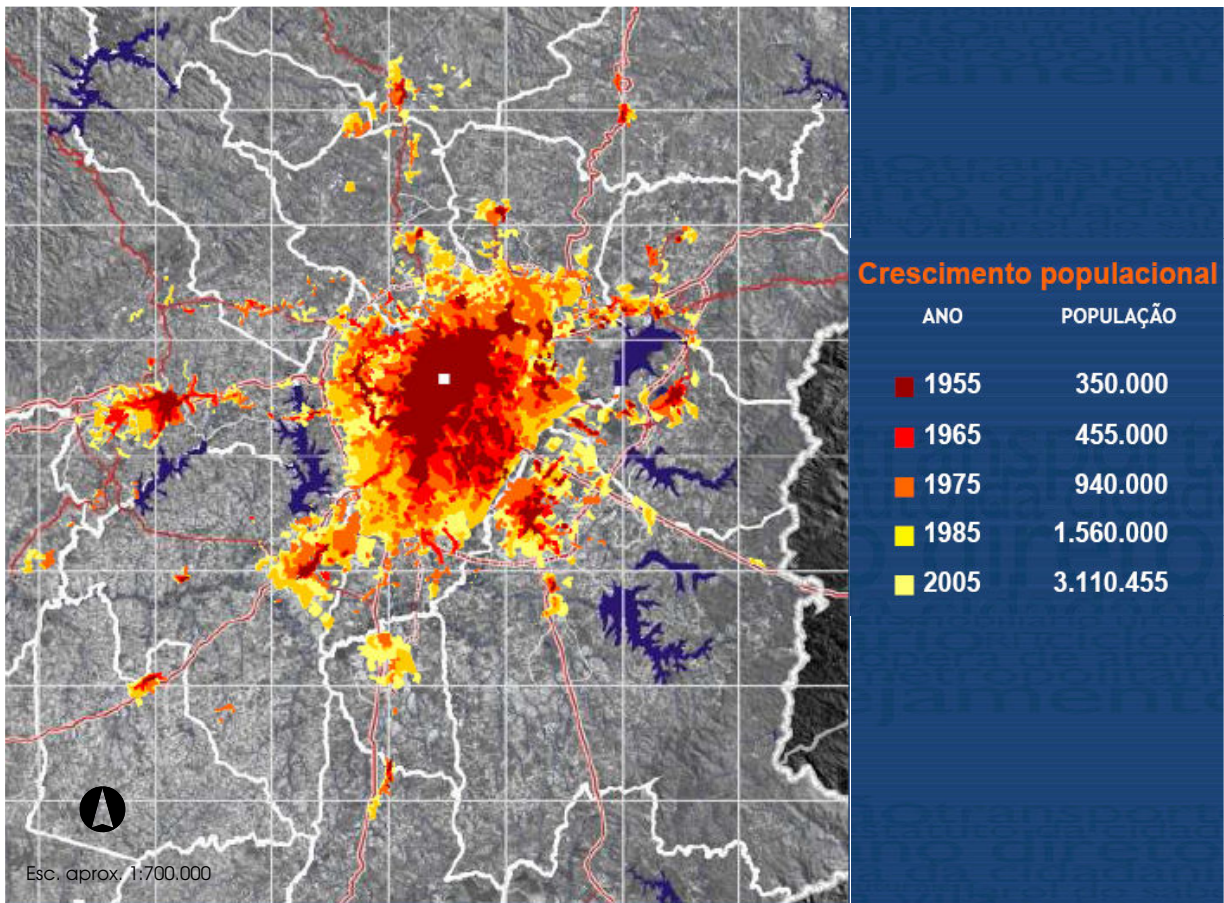 Crescimento populacional
ANO POPULAÇÃO
1955 350.000
1965 455.000
1975 940.000
1985 1.560.000
2005 3.110.455
Esc. aprox. 1:700.000